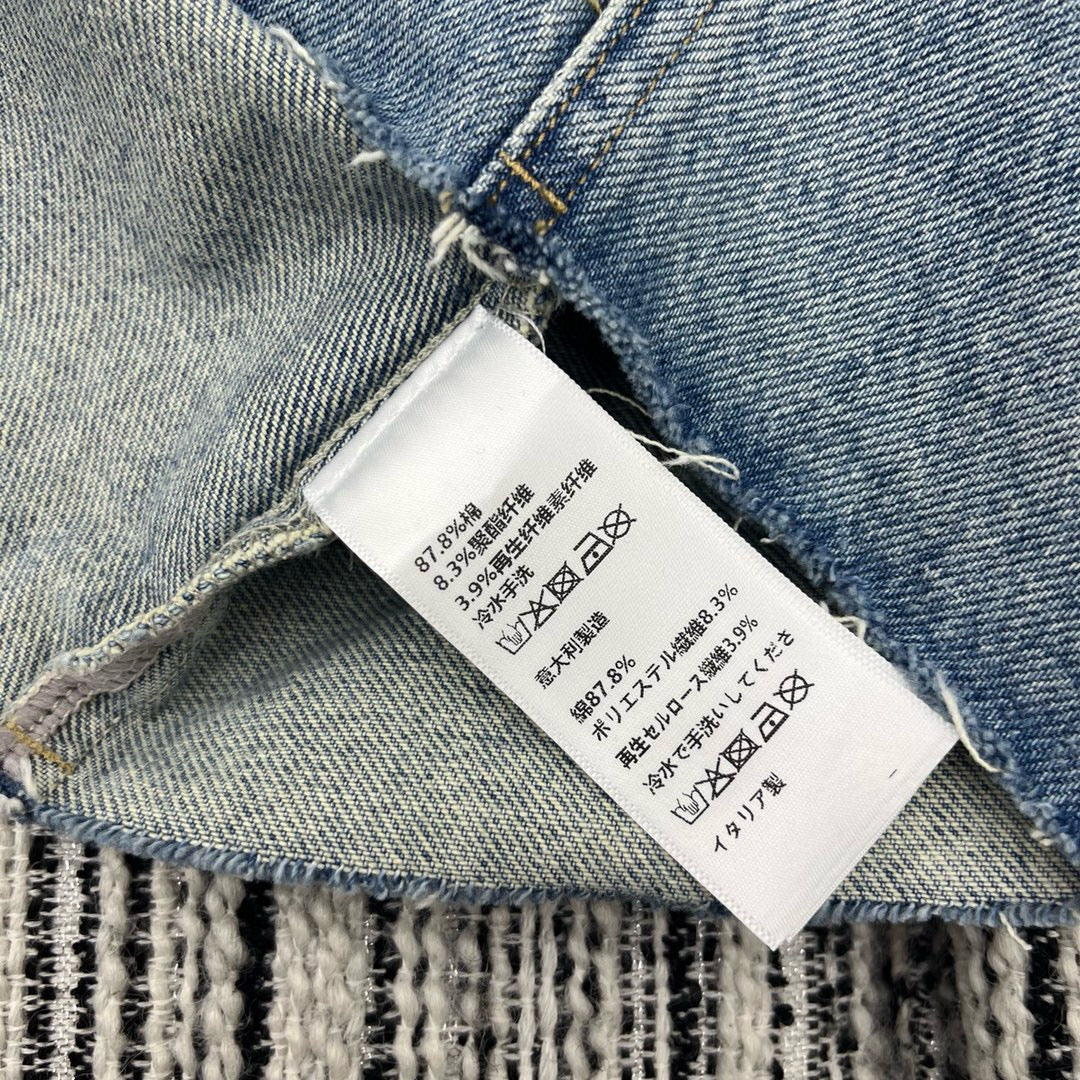 87.8%棉
8.3%聚酯纤维
3.9%再生纤维素纤维
冷水手洗
意大利製造
綿87.8%
ポリエステル繊維8.3%
再生セルロース繊維3.9%
冷水で手洗いしてくださ
イタリア製